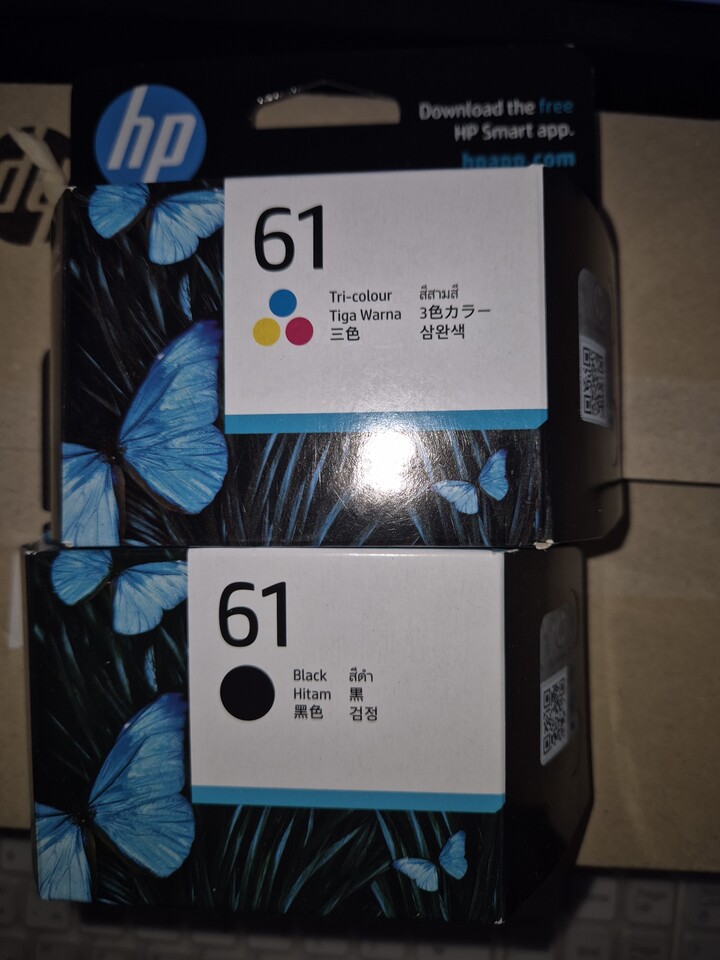 hp
Download the free
HP Smart app.
hpapp.com
61
Tri-colour
Tiga Warna
三色
สีสามสี
3色カラー
삼완색
61
Black
Hitam
黑色
สีดำ
黒
검정